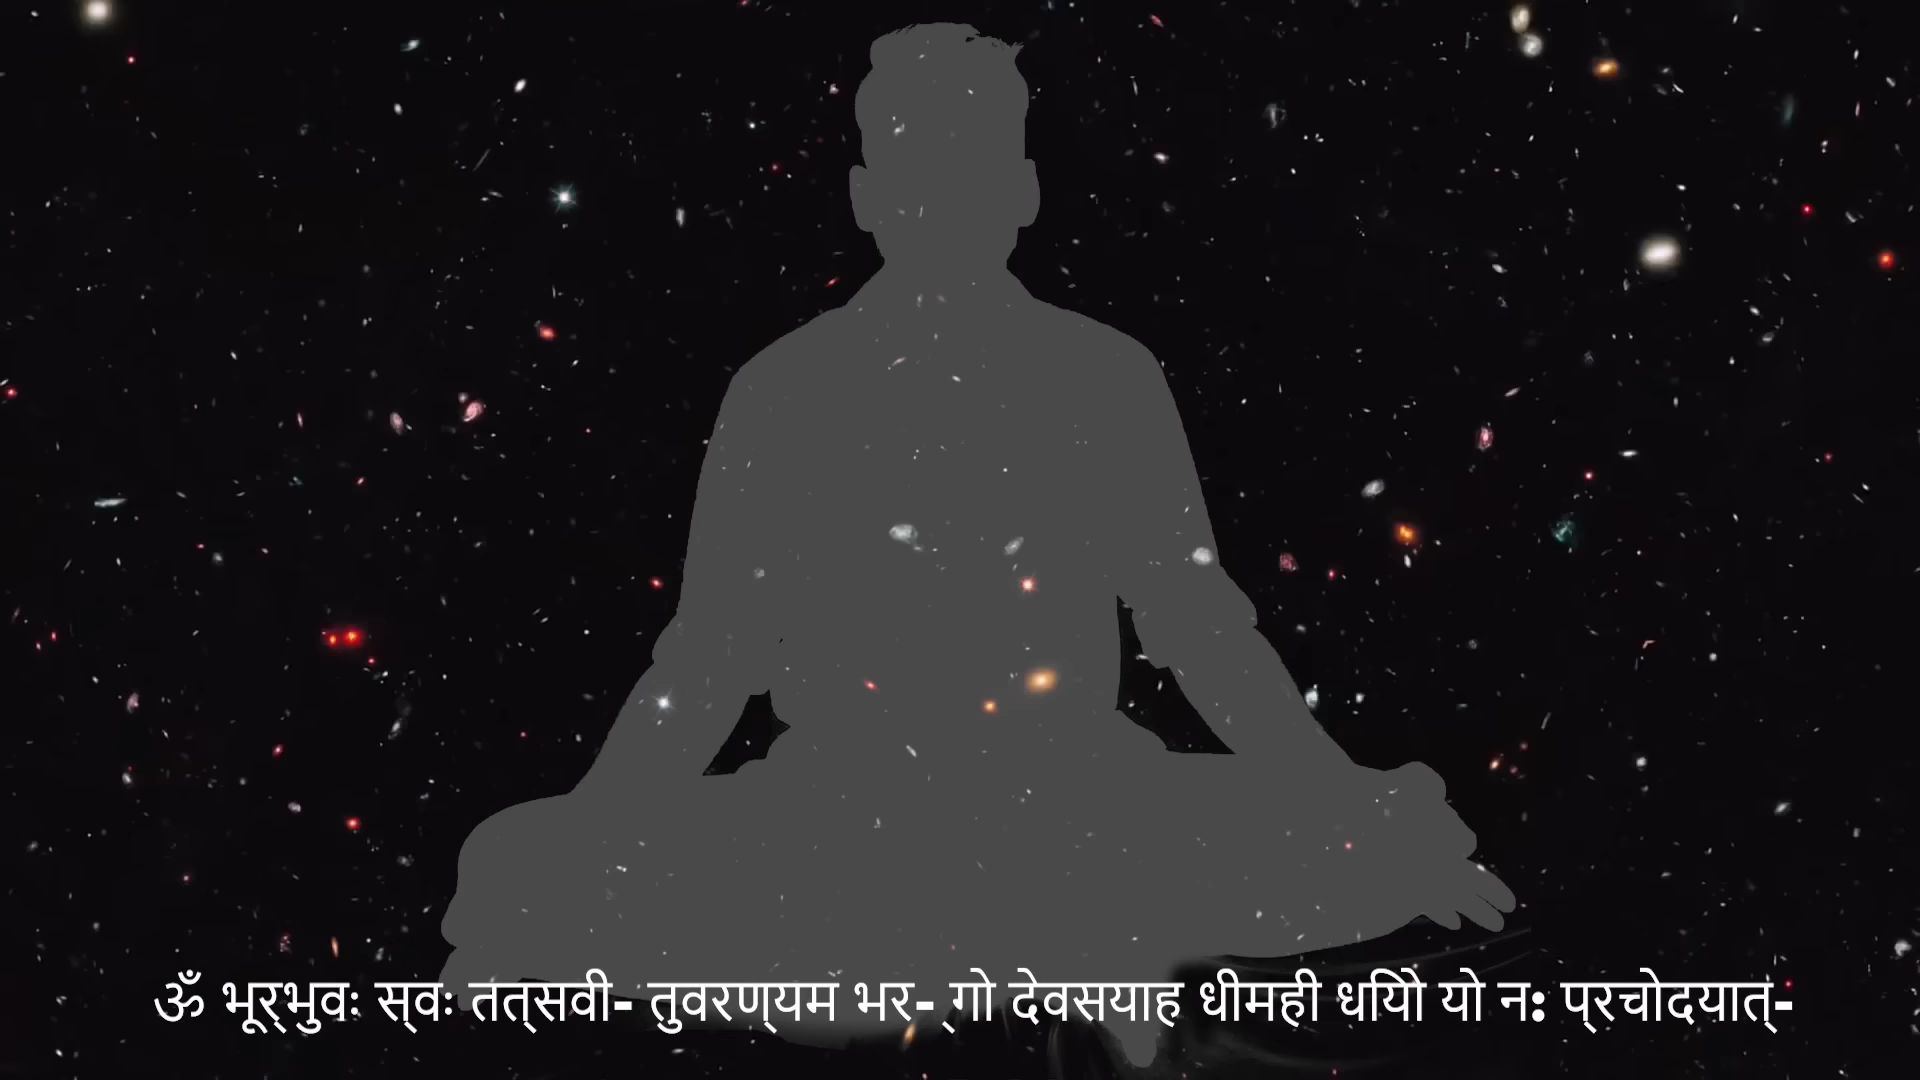 ॐ भूर्भुवः स्वः तत्सवी- तुवरण्यम भर- ्गो देवसयाह धीमही धयिो यो न: प्रचोदयात्-